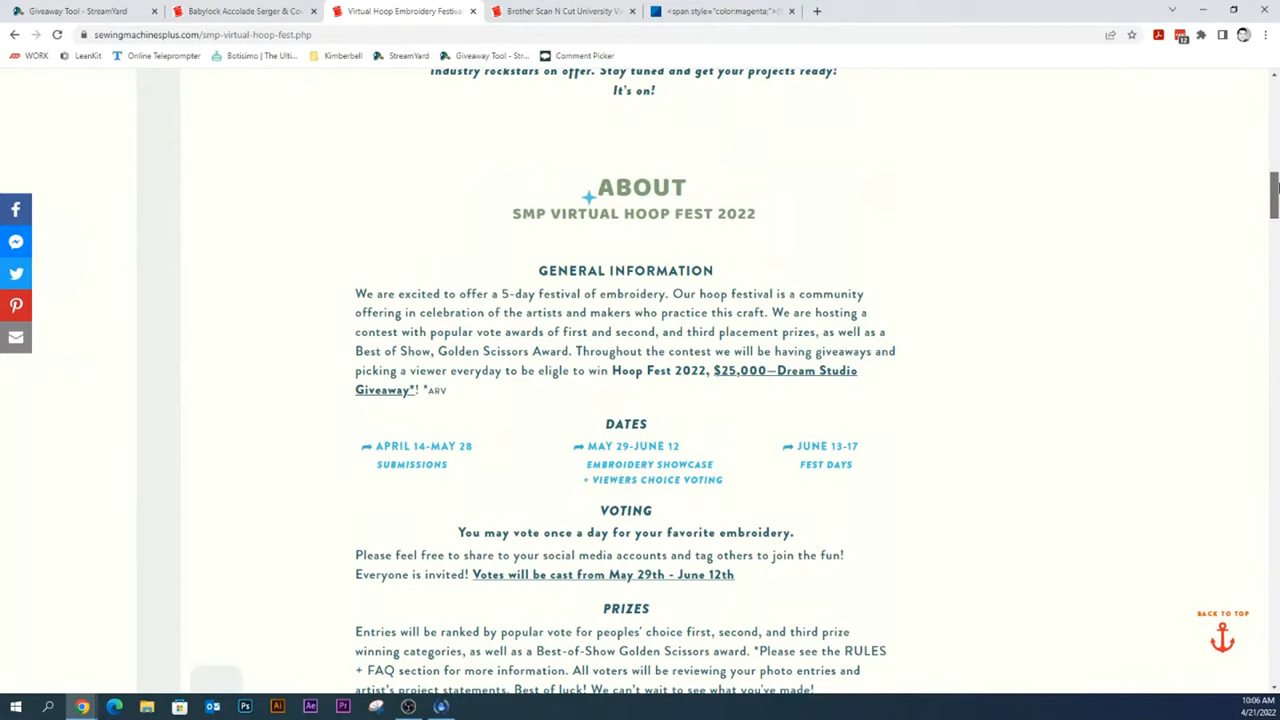 Giveaway Tool - StreamYard
Babylock Accolade Serger & Co
Virtual Hoop Embroidery Festival
Brother Scan N Cut University V
<span style="color:magenta;">(S
sewingmachinesplus.com/smp-virtual-hoop-fest.php
WORK
LeanKit
Online Teleprompter
Botisimo | The Ulti...
Kimberbell
StreamYard
Giveaway Tool - Str...
Comment Picker
12
industry rockstars on offer. Stay tuned and get your projects ready!
It's on!
ABOUT
SMP VIRTUAL HOOP FEST 2022
GENERAL INFORMATION
We are excited to offer a 5-day festival of embroidery. Our hoop festival is a community
offering in celebration of the artists and makers who practice this craft. We are hosting a
contest with popular vote awards of first and second, and third placement prizes, as well as a
Best of Show, Golden Scissors Award. Throughout the contest we will be having giveaways and
picking a viewer everyday to be eligle to win Hoop Fest 2022, $25,000—Dream Studio
Giveaway*! *ARV
DATES
APRIL 14-MAY 28
MAY 29-JUNE 12
JUNE 13-17
SUBMISSIONS
EMBROIDERY SHOWCASE
FEST DAYS
+ VIEWERS CHOICE VOTING
VOTING
You may vote once a day for your favorite embroidery.
Please feel free to share to your social media accounts and tag others to join the fun!
Everyone is invited! Votes will be cast from May 29th - June 12th
PRIZES
Entries will be ranked by popular vote for peoples' choice first, second, and third prize
winning categories, as well as a Best-of-Show Golden Scissors award. *Please see the RULES
+ FAQ section for more information. All voters will be reviewing your photo entries and
artist's project statements. Best of luck! We can't wait to see what you've made!
BACK TO TOP
Ps
Ai
Ae
Pr
10:06 AM
4/21/2022